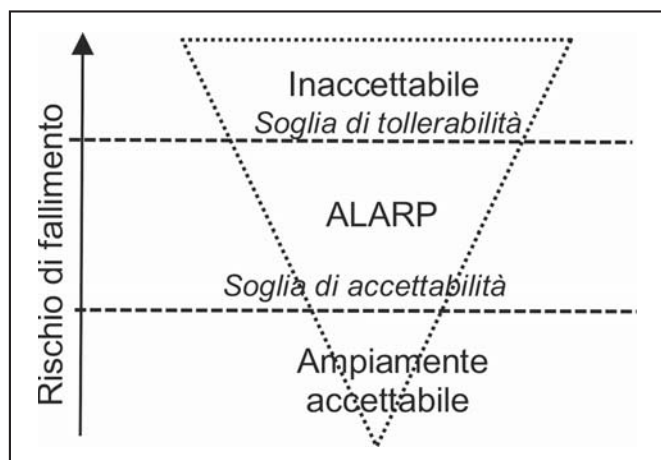 Inaccettabile
Soglia di tollerabilità
ALARP
Soglia di accettabilità
Ampiamente
accettabile
Rischio di fallimento